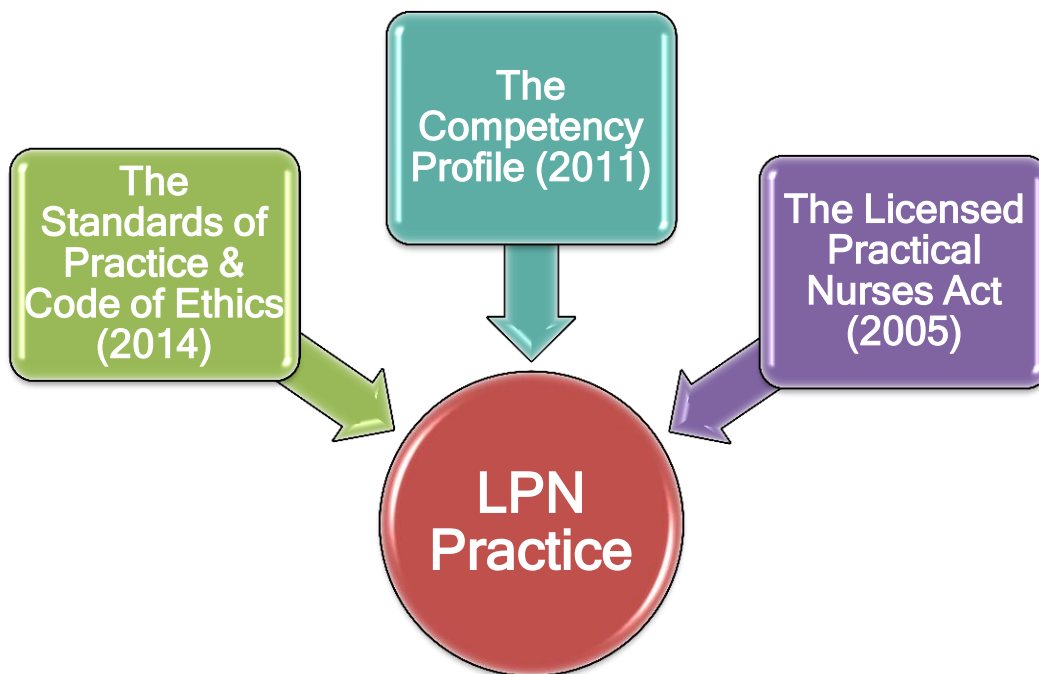 The
Standards of
Practice &
Code of Ethics
(2014)
The
Competency
Profile (2011)
The Licensed
Practical
Nurses Act
(2005)
LPN
Practice